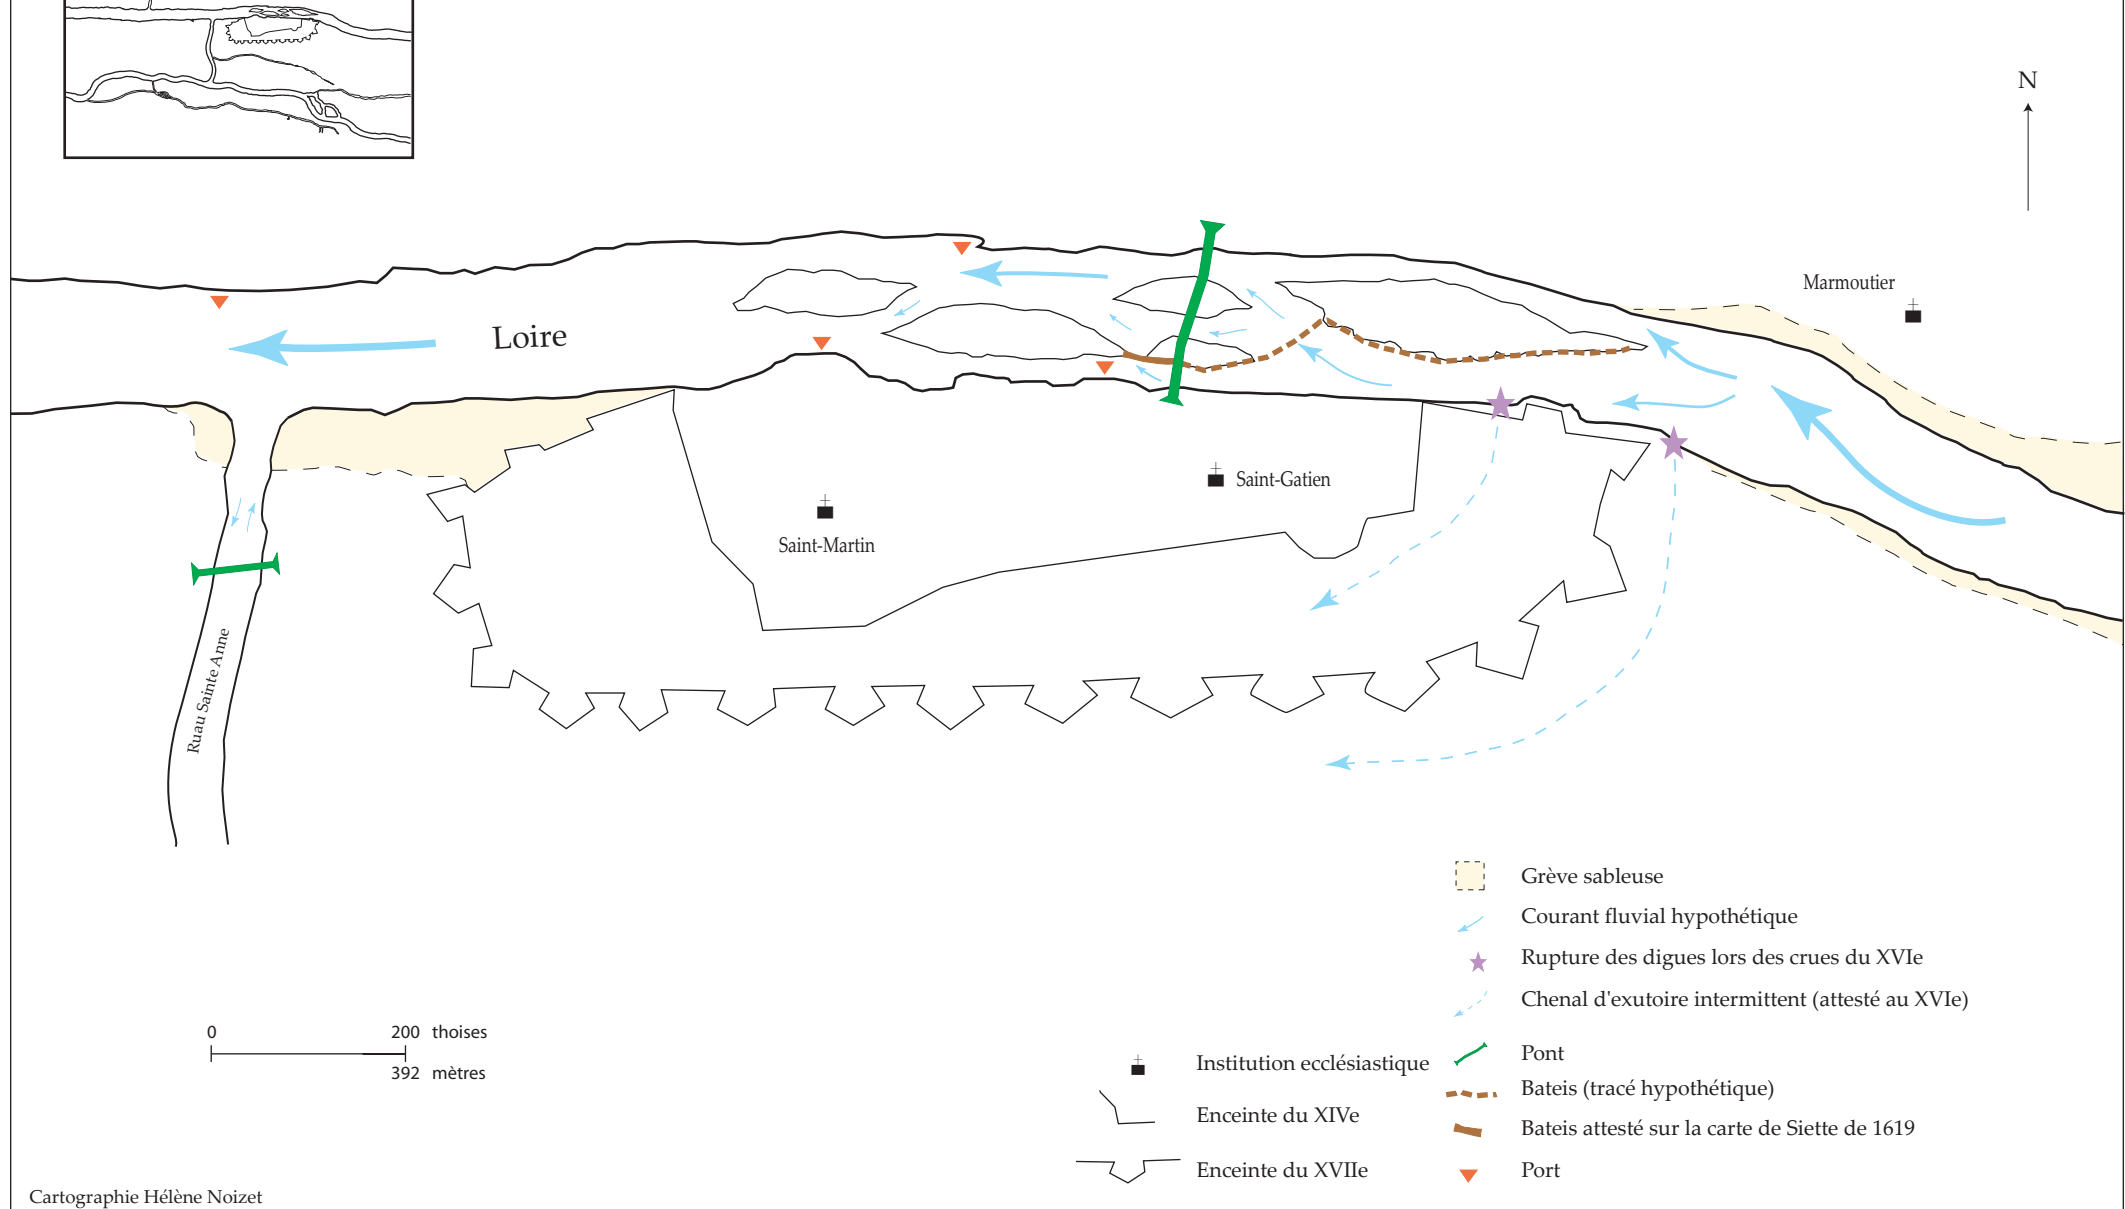 N
Marmoutier
Loire
Saint-Gatien
Saint-Martin
Ruau Sainte Anne
Grève sableuse
Courant fluvial hypothétique
Rupture des digues lors des crues du XVIe
Chenal d'exutoire intermittent (attesté au XVIe)
0 200 thoises
392 mètres
Pont
Institution ecclésiastique
Bateis (tracé hypothétique)
Enceinte du XIVe
Bateis attesté sur la carte de Siette de 1619
Enceinte du XVIIe
Port
Cartographie Hélène Noizet